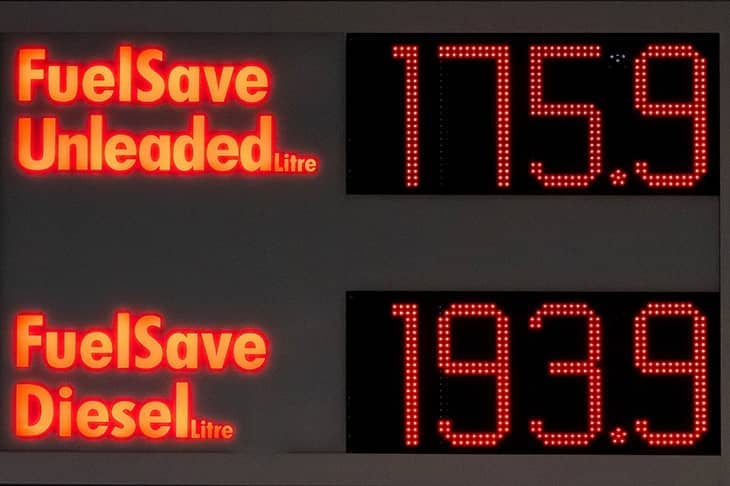 FuelSave
Unleaded Litre 175.9
FuelSave
Diesel Litre 193.9